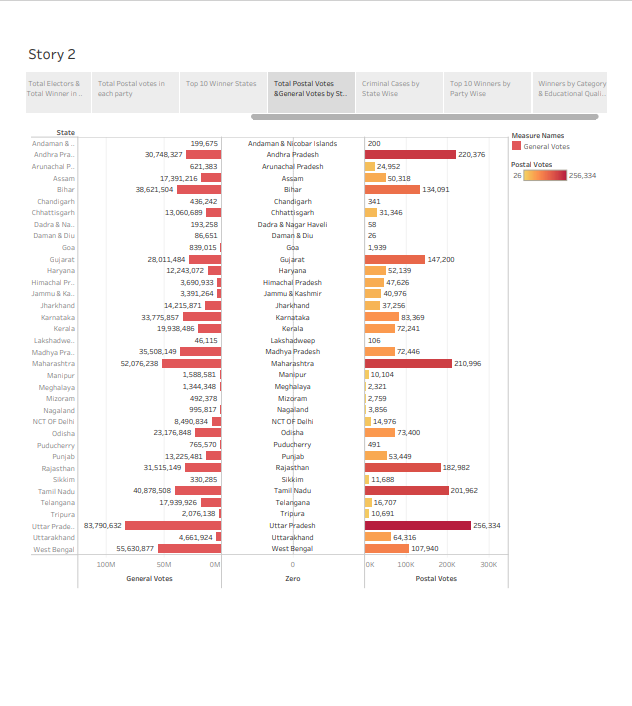 Story 2
Total Electors & Total Winner in ..
Total Postal votes in each party
Top 10 Winner States
Total Postal Votes &General Votes by St..
Criminal Cases by State Wise
Top 10 Winners by Party Wise
Winners by Category & Educational Quali..
State
Measure Names
General Votes
Postal Votes
26 256,334
Andaman & .. 199,675 Andaman & Nicobar Islands 200
Andhra Pra.. 30,748,327 Andhra Pradesh 220,376
Arunachal P.. 621,383 Arunachal Pradesh 24,952
Assam 17,391,216 Assam 50,318
Bihar 38,621,504 Bihar 134,091
Chandigarh 436,242 Chandigarh 341
Chhattisgarh 13,060,689 Chhattisgarh 31,346
Dadra & Na.. 193,258 Dadra & Nagar Haveli 58
Daman & Diu 86,651 Daman & Diu 26
Goa 839,015 Goa 1,939
Gujarat 28,011,484 Gujarat 147,200
Haryana 12,243,072 Haryana 52,139
Himachal Pr.. 3,690,933 Himachal Pradesh 47,626
Jammu & Ka.. 3,391,264 Jammu & Kashmir 40,976
Jharkhand 14,215,871 Jharkhand 37,256
Karnataka 33,775,857 Karnataka 83,369
Kerala 19,938,486 Kerala 72,241
Lakshadwe.. 46,115 Lakshadweep 106
Madhya Pra.. 35,508,149 Madhya Pradesh 72,446
Maharashtra 52,076,238 Maharashtra 210,996
Manipur 1,588,581 Manipur 10,104
Meghalaya 1,344,348 Meghalaya 2,321
Mizoram 492,378 Mizoram 2,759
Nagaland 995,817 Nagaland 3,856
NCT OF Delhi 8,490,834 NCT OF Delhi 14,976
Odisha 23,176,848 Odisha 73,400
Puducherry 765,570 Puducherry 491
Punjab 13,225,481 Punjab 53,449
Rajasthan 31,515,149 Rajasthan 182,982
Sikkim 330,285 Sikkim 11,688
Tamil Nadu 40,878,508 Tamil Nadu 201,962
Telangana 17,939,926 Telangana 16,707
Tripura 2,076,138 Tripura 10,691
Uttar Prade.. 83,790,632 Uttar Pradesh 256,334
Uttarakhand 4,661,924 Uttarakhand 64,316
West Bengal 55,630,877 West Bengal 107,940
100M 50M 0M 0 0K 100K 200K 300K
General Votes Zero Postal Votes